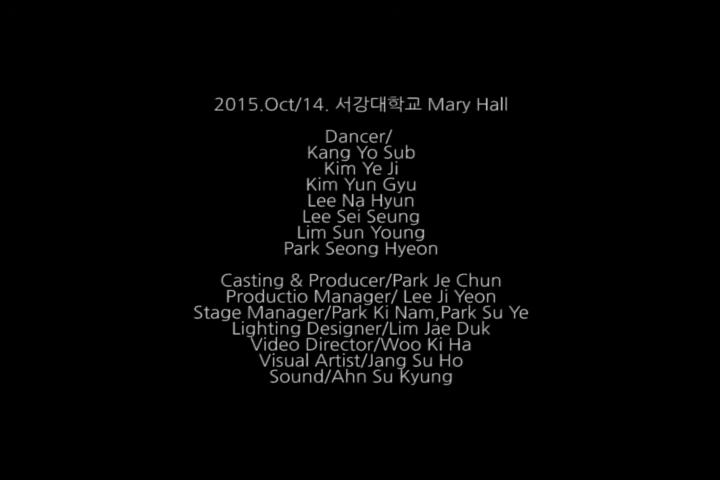 2015.Oct/14. 서강대학교 Mary Hall
Dancer/
Kang Yo Sub
Kim Ye Ji
Kim Yun Gyu
Lee Na Hyun
Lee Sei Seung
Lim Sun Young
Park Seong Hyeon
Casting & Producer/Park Je Chun
Productio Manager/ Lee Ji Yeon
Stage Manager/Park Ki Nam,Park Su Ye
Lighting Designer/Lim Jae Duk
Video Director/Woo Ki Ha
Visual Artist/Jang Su Ho
Sound/Ahn Su Kyung